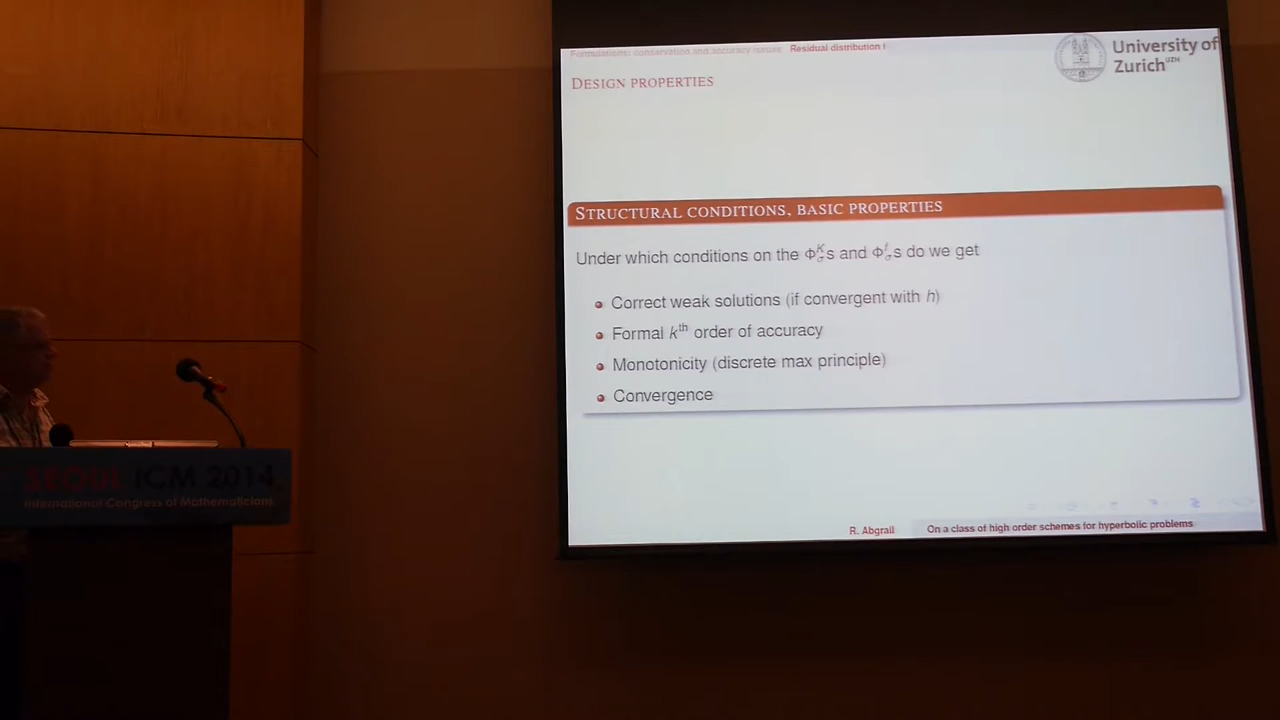 Formulations: conservation and accuracy issues Residual distribution !
University of
Zurich UZH
DESIGN PROPERTIES
STRUCTURAL CONDITIONS, BASIC PROPERTIES
Under which conditions on the Φ_σ^K s and Φ_σ^f s do we get
Correct weak solutions (if convergent with h)
Formal kth order of accuracy
Monotonicity (discrete max principle)
Convergence
SEOUL ICM 2014
International Congress of Mathematicians
R. Abgrall On a class of high order schemes for hyperbolic problems